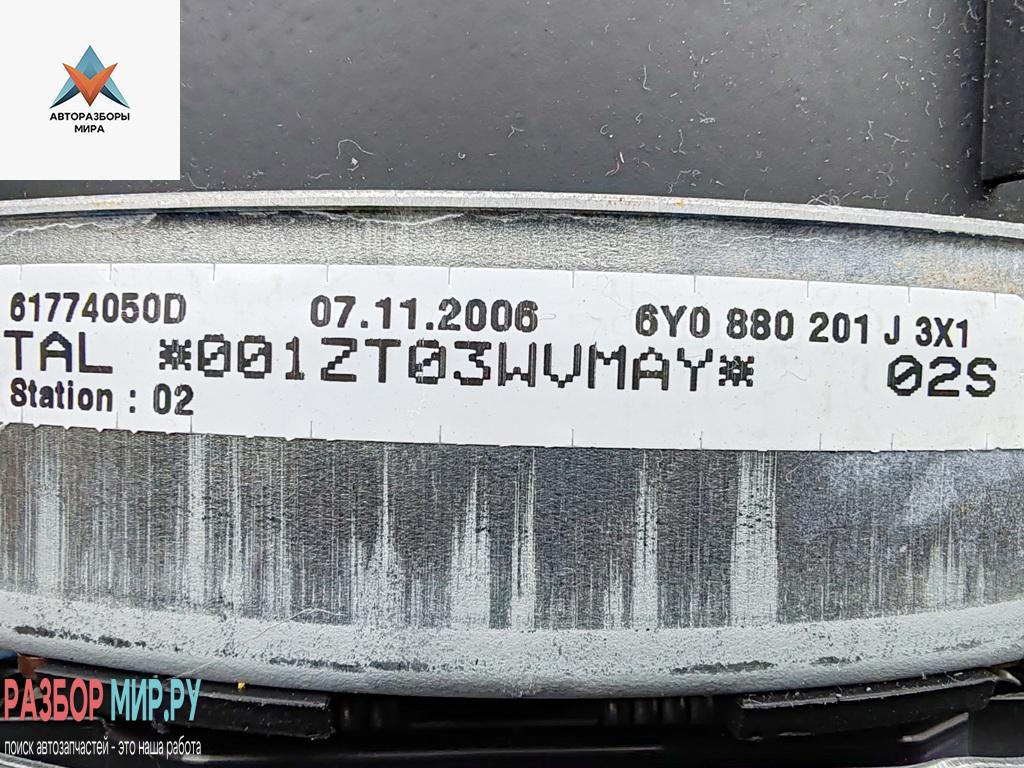 АВТОРАЗБОРЫ
МИРА
61774050D 07.11.2006 6Y0 880 201 J 3X1
TAL *001ZT03WVMAY* 02S
Station : 02
РАЗБОР МИР.РУ
поиск автозапчастей - это наша работа